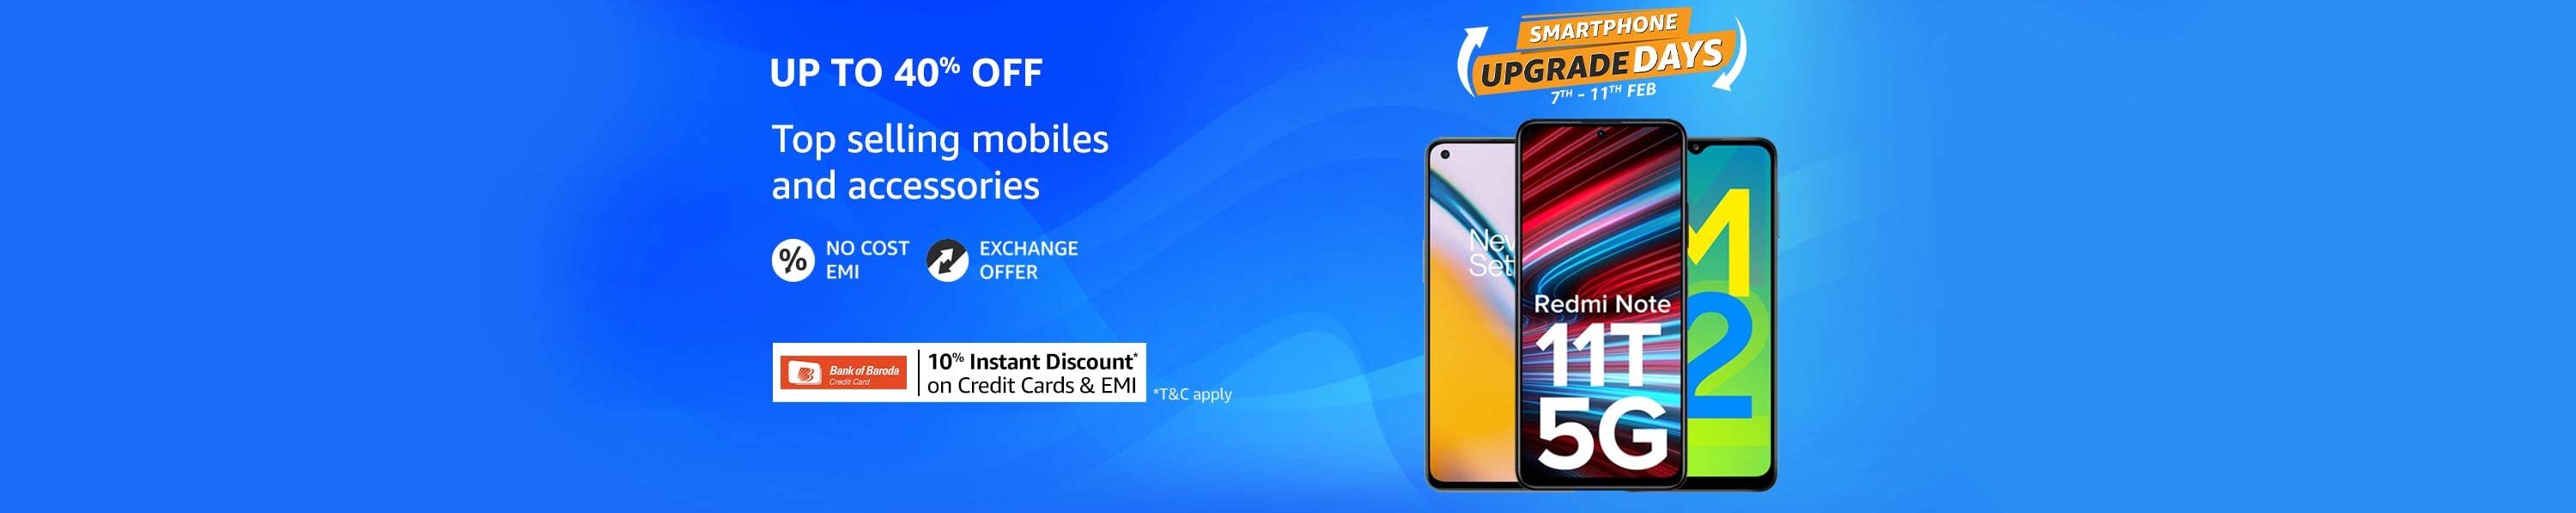 UP TO 40% OFF
Top selling mobiles
and accessories
% NO COST
EMI
EXCHANGE
OFFER
Bank of Baroda
Credit Card
10% Instant Discount*
on Credit Cards & EMI
*T&C apply
SMARTPHONE
UPGRADE DAYS
7TH - 11TH FEB
Redmi Note
11T
5G